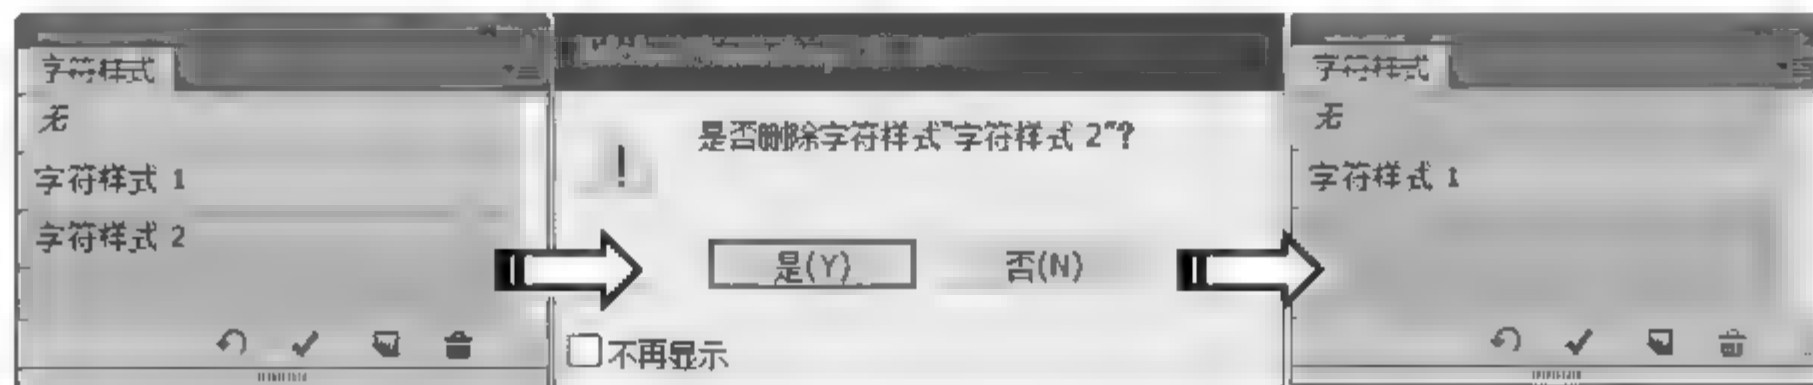 字符样式
无
字符样式 1
字符样式 2
是否删除字符样式“字符样式 2”?
是(Y)
否(N)
不再显示
字符样式
无
字符样式 1